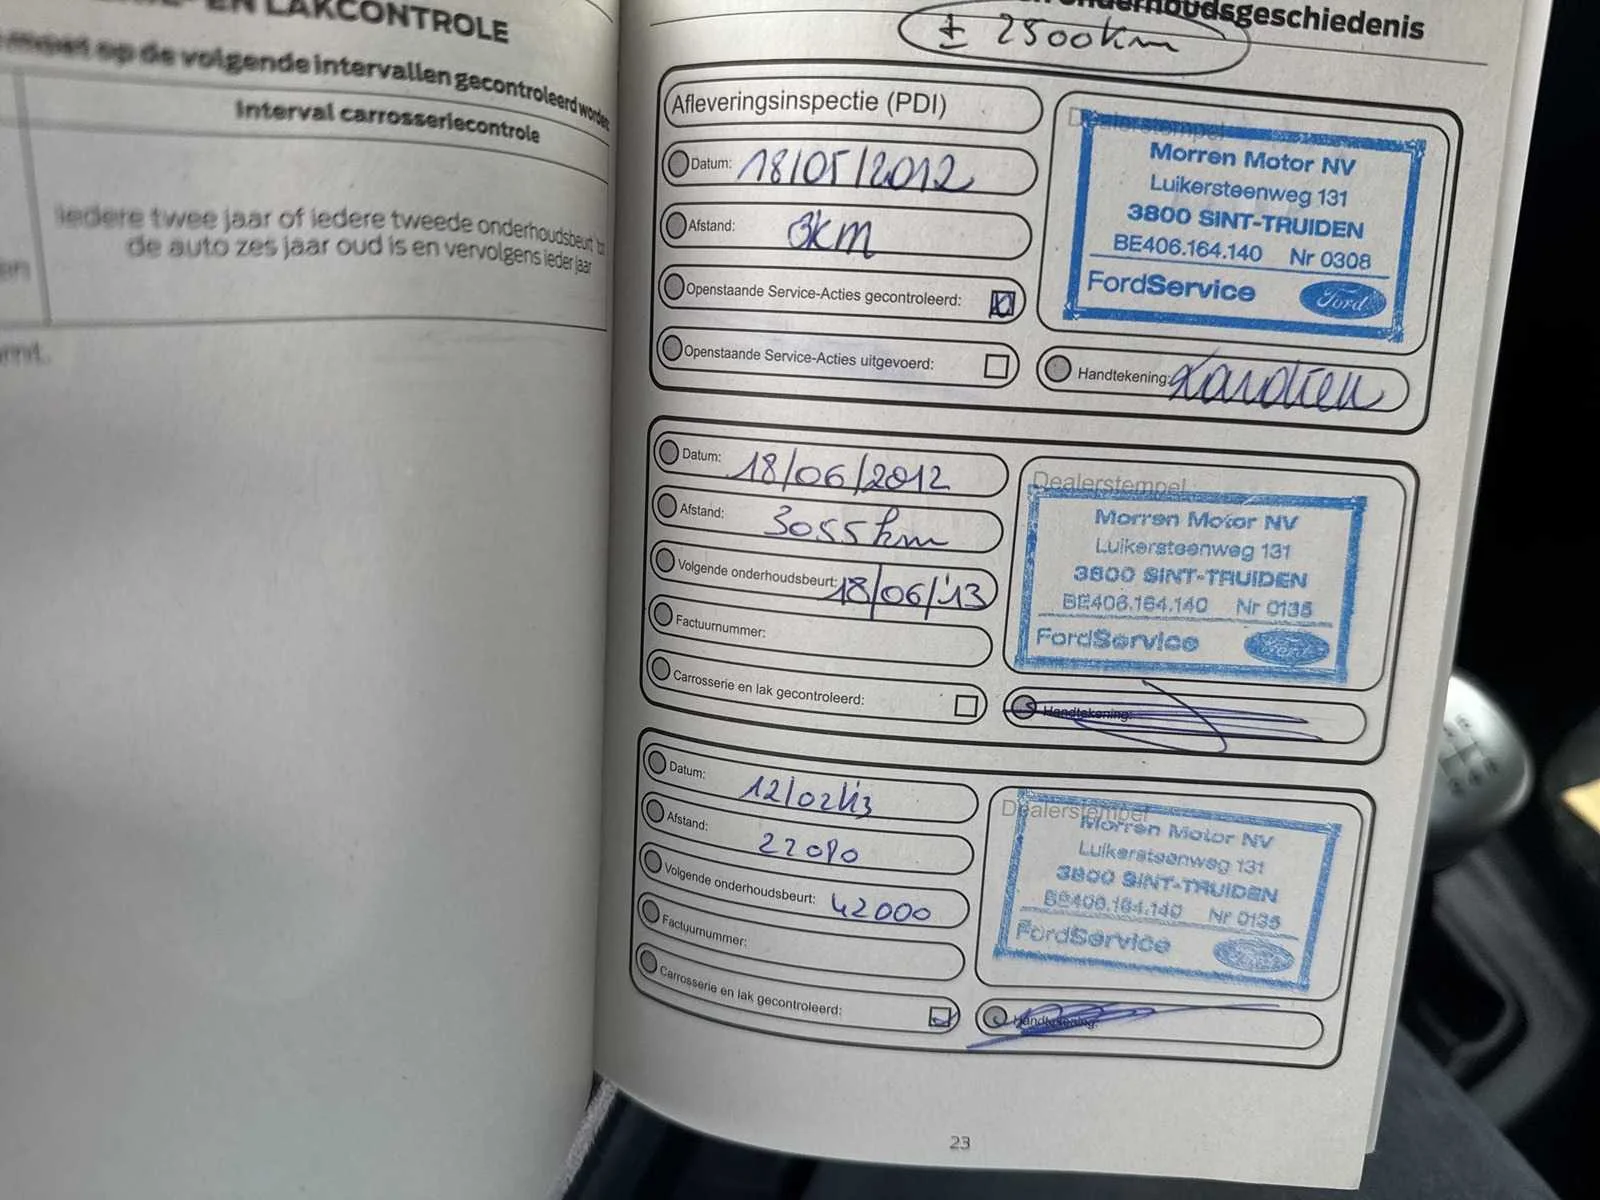 EN LAKCONTROLE
moet op de volgende intervallen gecontroleerd worden
Interval carrosseriecontrole
Iedere twee jaar of iedere tweede onderhoudsbeurt
de auto zes jaar oud is en vervolgens ieder jaar
onderhoudsgeschiedenis
± 2500km
Afleveringsinspectie (PDI)
Datum: 18/05/2012
Afstand: 8km
Openstaande Service-Acties gecontroleerd:
Openstaande Service-Acties uitgevoerd:
Dealerstempel
Morren Motor NV
Luikersteenweg 131
3800 SINT-TRUIDEN
BE406.164.140 Nr 0308
FordService Ford
Handtekening:
Datum: 18/06/2012
Afstand: 3055km
Volgende onderhoudsbeurt: 18/06/'13
Factuurnummer:
Carrosserie en lak gecontroleerd:
Dealerstempel
Morren Motor NV
Luikersteenweg 131
3800 SINT-TRUIDEN
BE406.164.140 Nr 0135
FordService Ford
Handtekening:
Datum: 12/02/13
Afstand: 22080
Volgende onderhoudsbeurt: 42000
Factuurnummer:
Carrosserie en lak gecontroleerd:
Dealerstempel
Morren Motor NV
Luikersteenweg 131
3800 SINT-TRUIDEN
BE406.164.140 Nr 0135
FordService Ford
Handtekening:
23